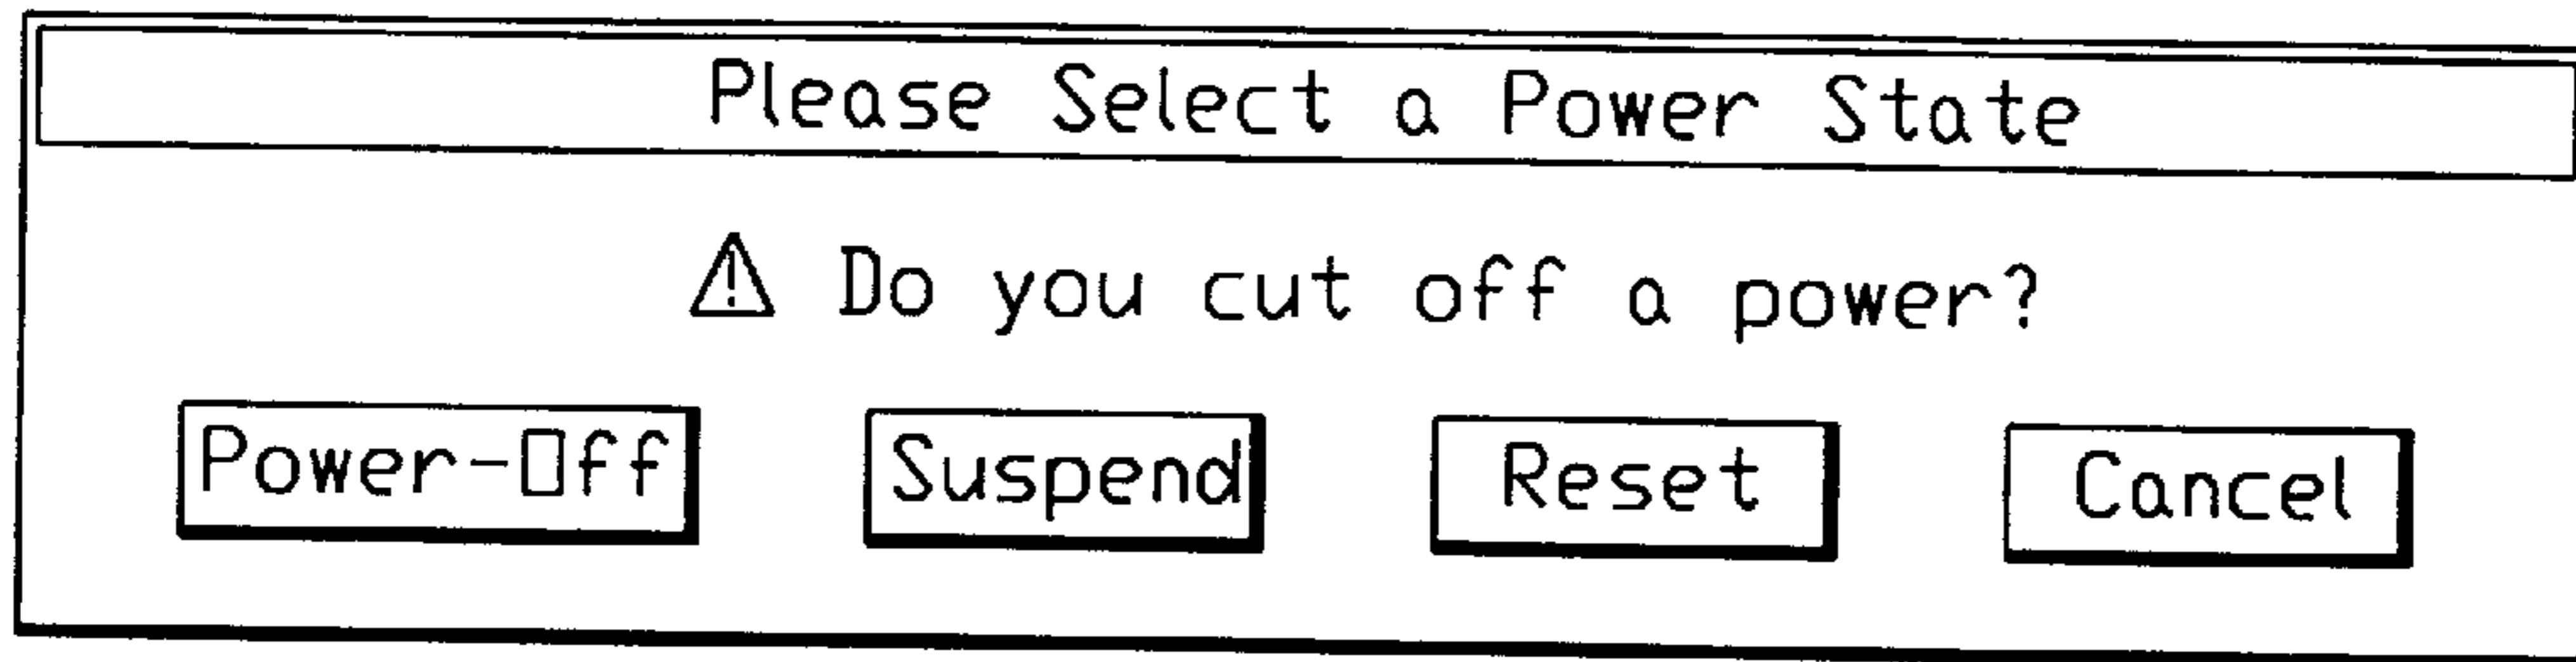 Please Select a Power State
⚠ Do you cut off a power?
Power-Off Suspend Reset Cancel